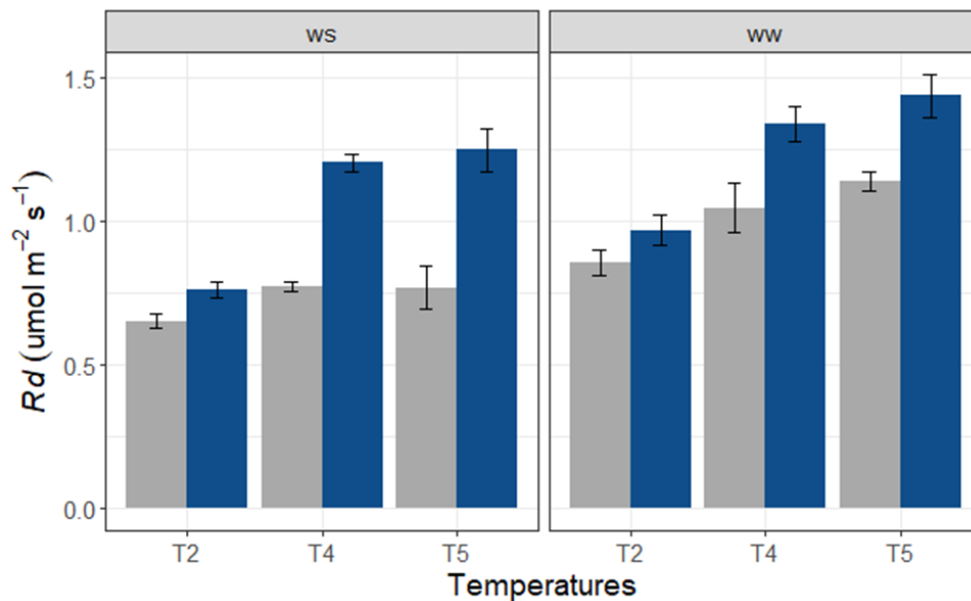 ws
ww
1.5
1.0
0.5
0.0
Rd (umol m⁻² s⁻¹)
T2 T4 T5
T2 T4 T5
Temperatures